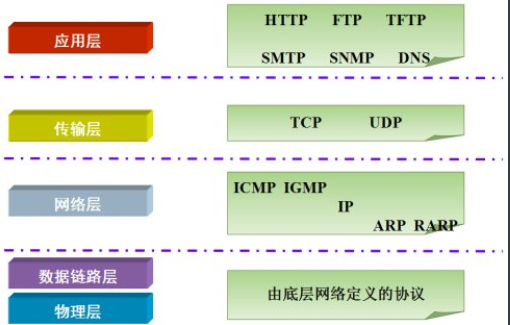 应用层
HTTP FTP TFTP
SMTP SNMP DNS
传输层
TCP UDP
网络层
ICMP IGMP
IP
ARP RARP
数据链路层
物理层
由底层网络定义的协议